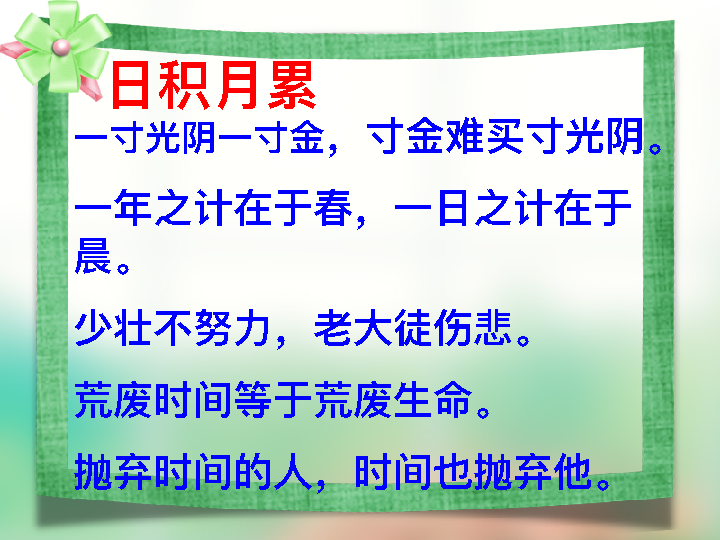 日积月累
一寸光阴一寸金，寸金难买寸光阴。
一年之计在于春，一日之计在于
晨。
少壮不努力，老大徒伤悲。
荒废时间等于荒废生命。
抛弃时间的人，时间也抛弃他。